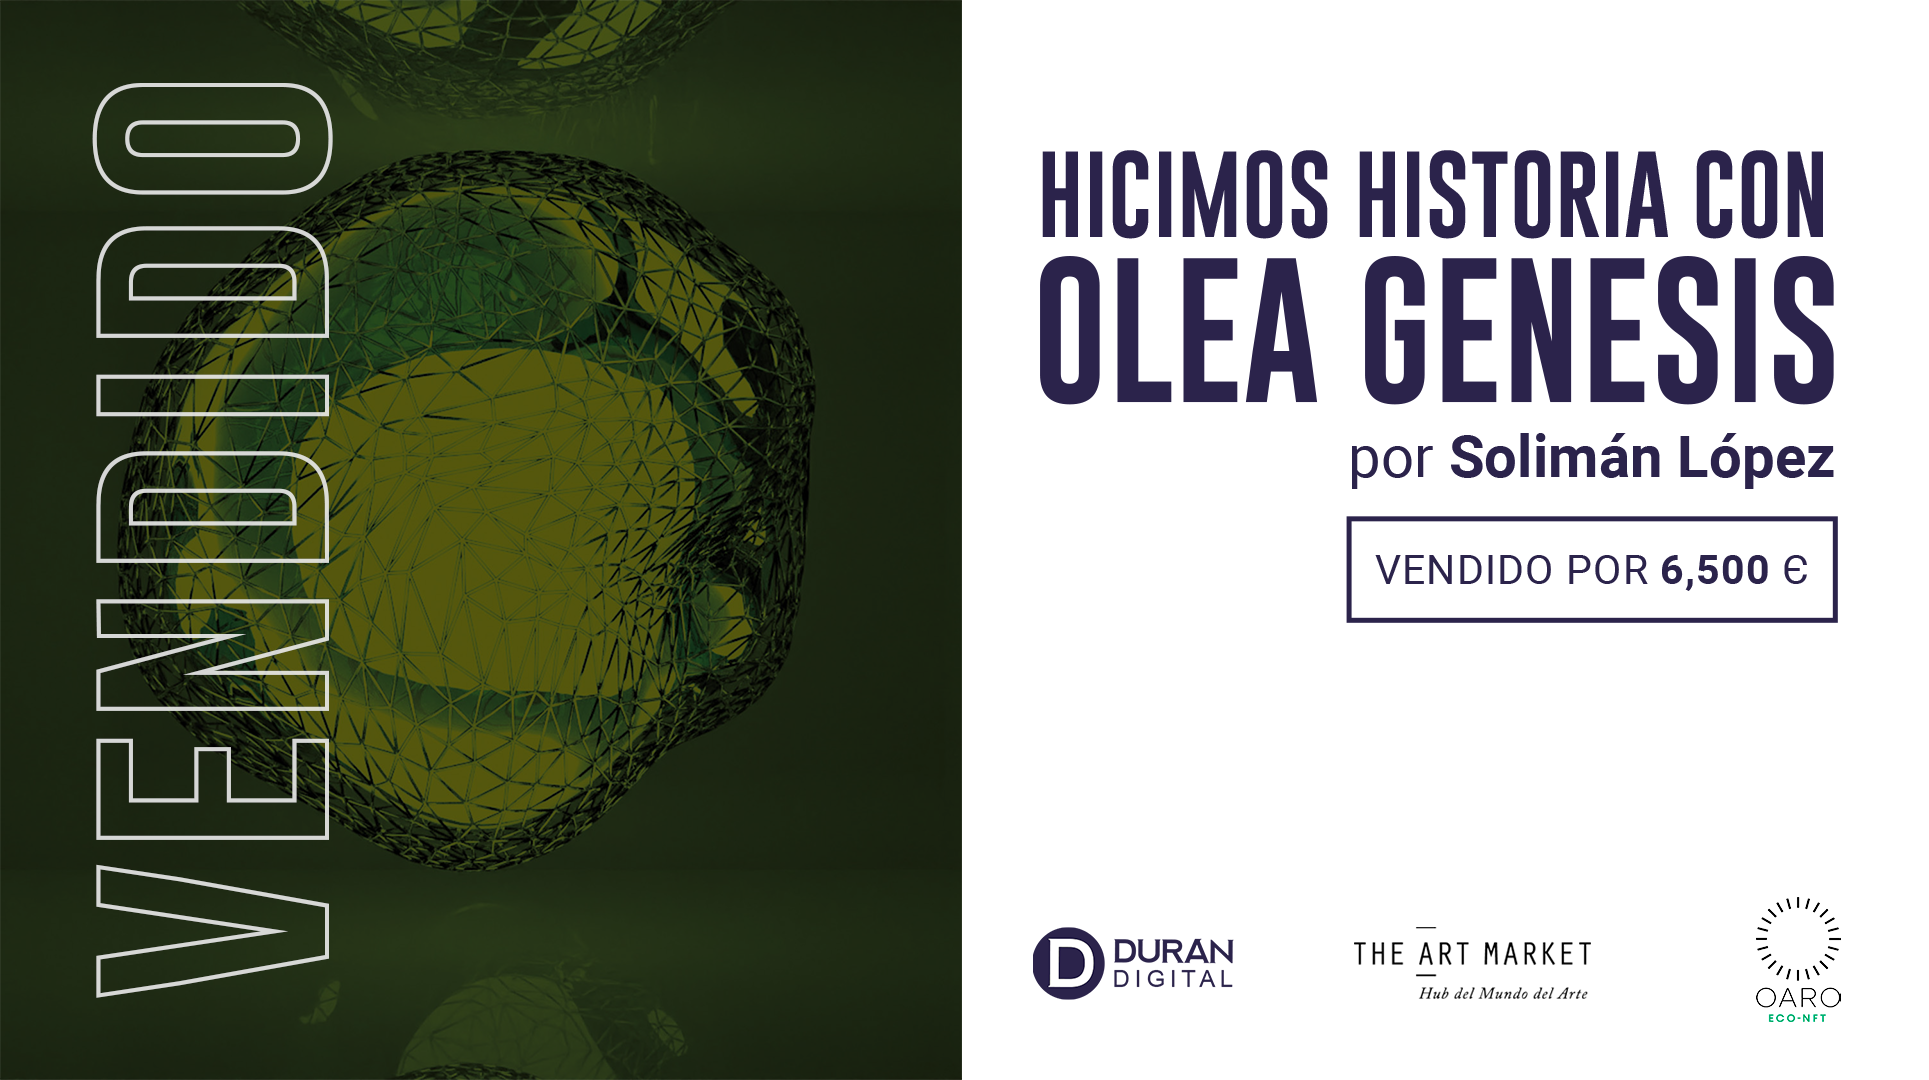 VENDIDO
HICIMOS HISTORIA CON
OLEA GENESIS
por Solimán López
VENDIDO POR 6,500 €
D DURAN
DIGITAL
THE ART MARKET
Hub del Mundo del Arte
OARO
ECO-NFT